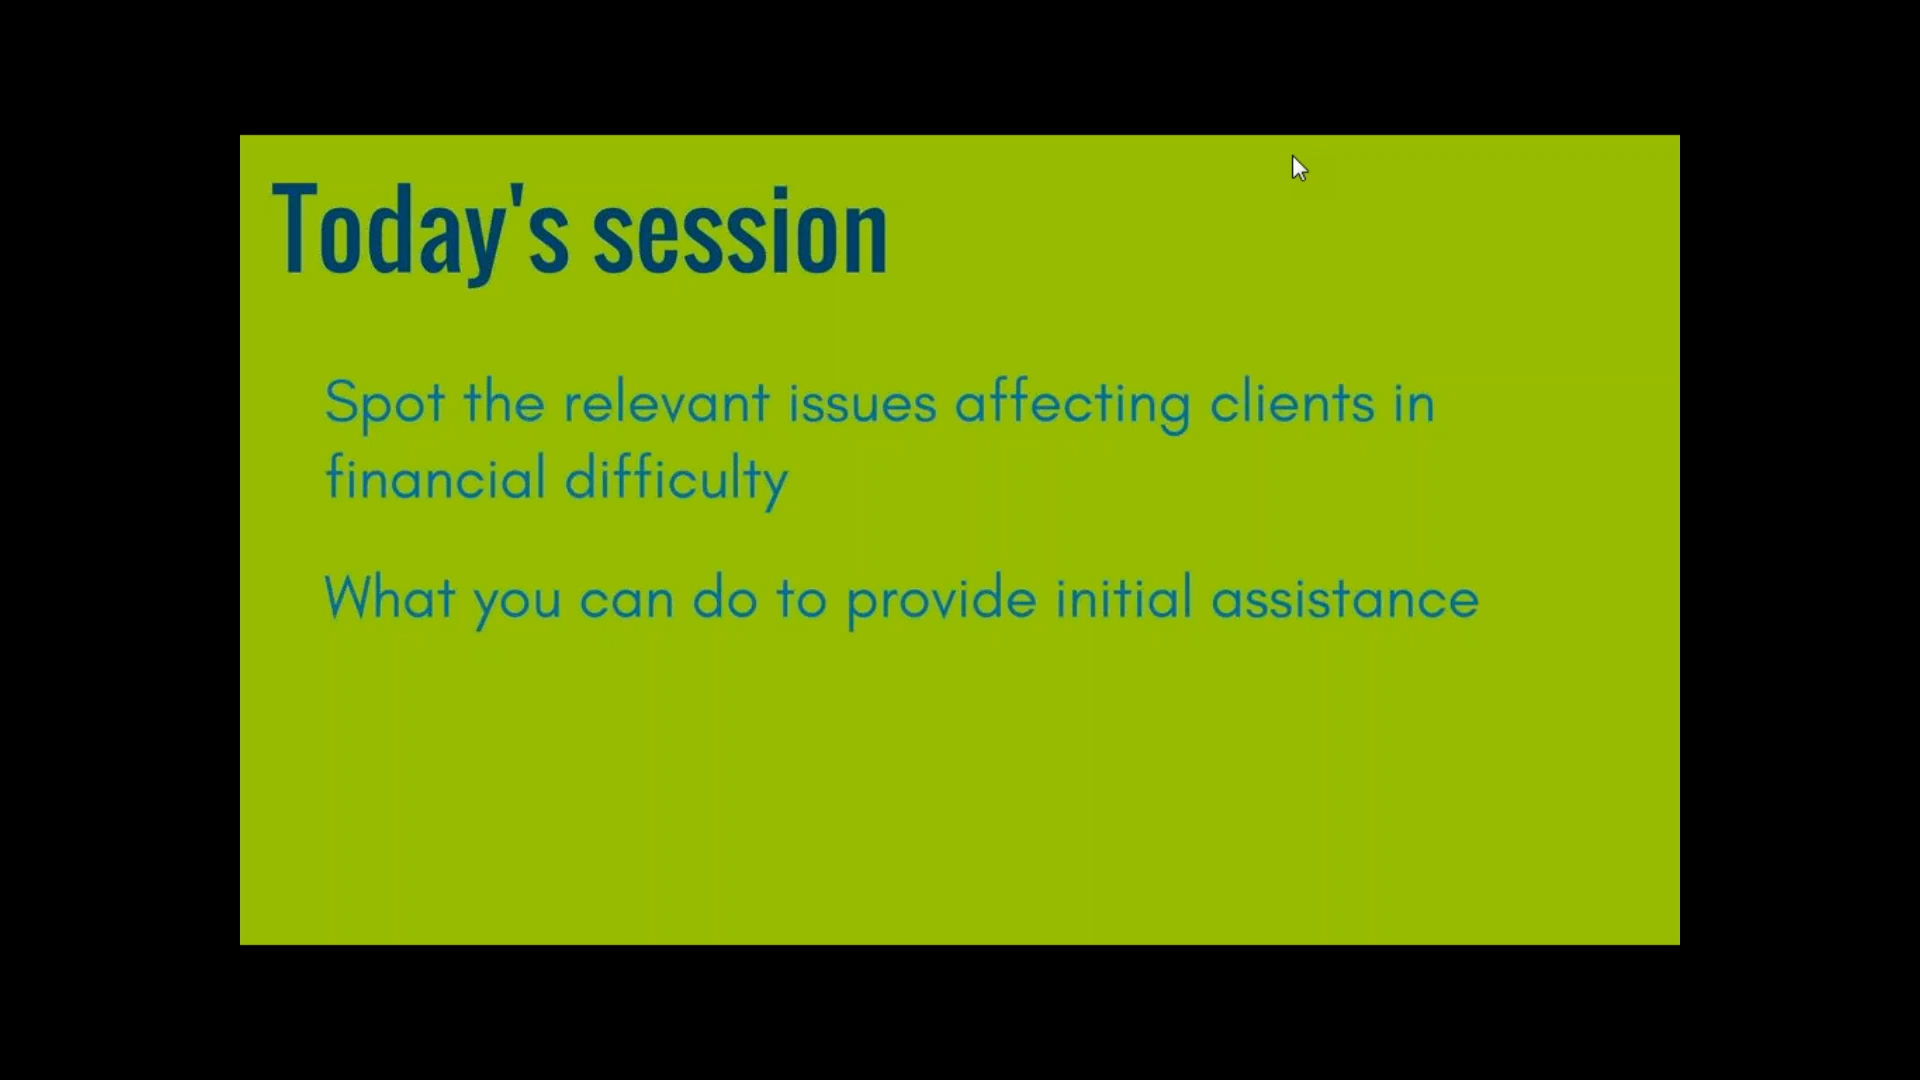 Today's session
Spot the relevant issues affecting clients in
financial difficulty
What you can do to provide initial assistance